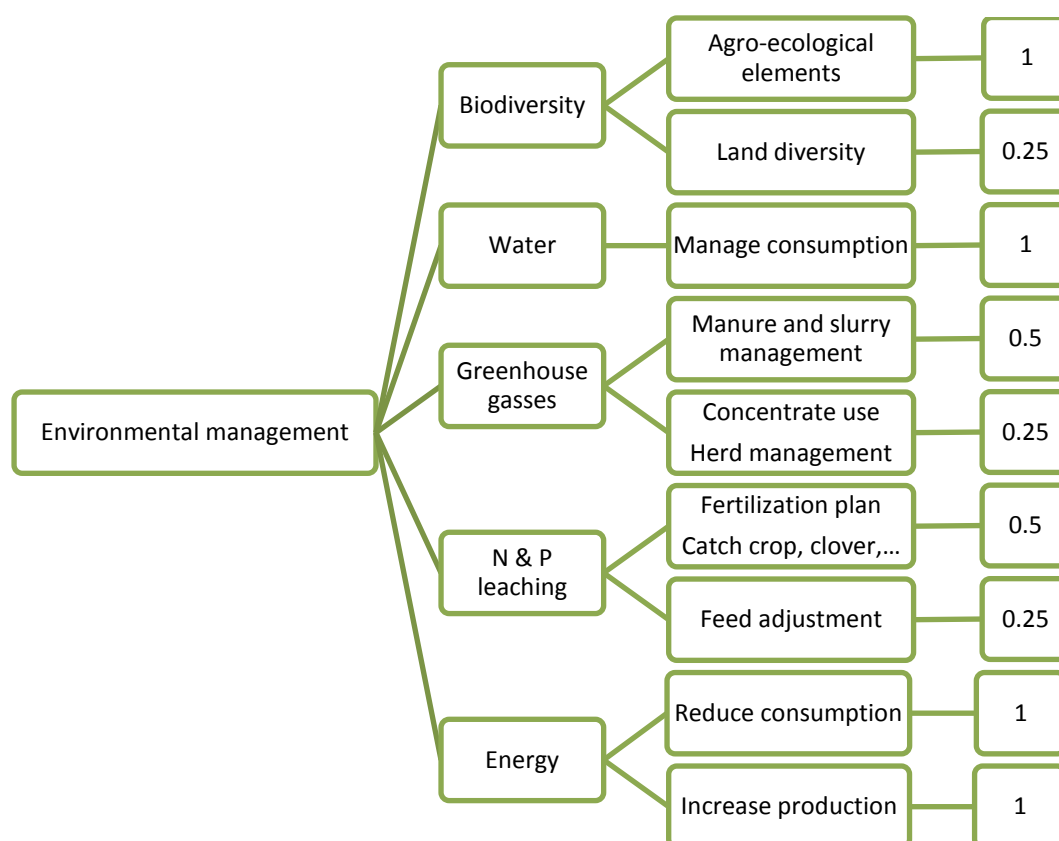 Environmental management
Biodiversity
Agro-ecological
elements
1
Land diversity
0.25
Water
Manage consumption
1
Greenhouse
gasses
Manure and slurry
management
0.5
Concentrate use
Herd management
0.25
N & P
leaching
Fertilization plan
Catch crop, clover,...
0.5
Feed adjustment
0.25
Energy
Reduce consumption
1
Increase production
1